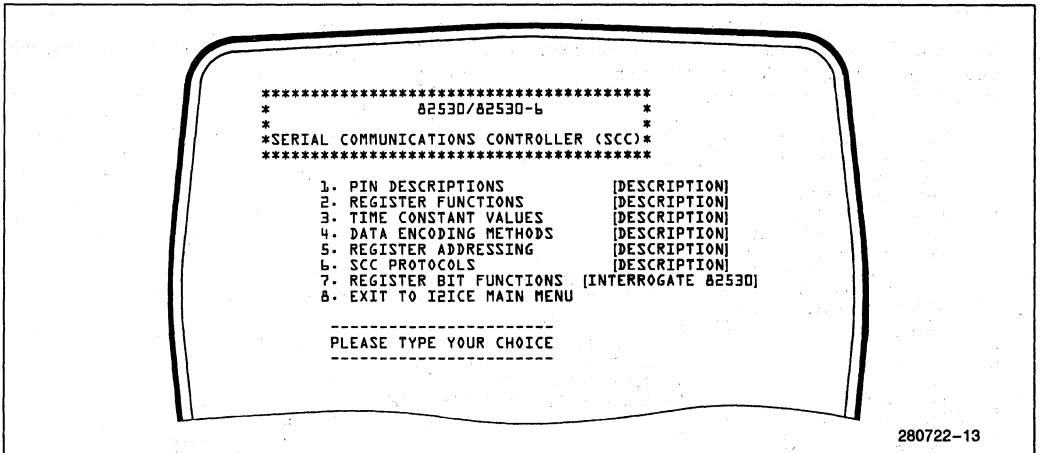 *****************************************
* 82530/82530-6 *
* *
*SERIAL COMMUNICATIONS CONTROLLER (SCC)*
*****************************************
1. PIN DESCRIPTIONS [DESCRIPTION]
2. REGISTER FUNCTIONS [DESCRIPTION]
3. TIME CONSTANT VALUES [DESCRIPTION]
4. DATA ENCODING METHODS [DESCRIPTION]
5. REGISTER ADDRESSING [DESCRIPTION]
6. SCC PROTOCOLS [DESCRIPTION]
7. REGISTER BIT FUNCTIONS [INTERROGATE 82530]
8. EXIT TO I2ICE MAIN MENU
-----------------------
PLEASE TYPE YOUR CHOICE
-----------------------
280722-13